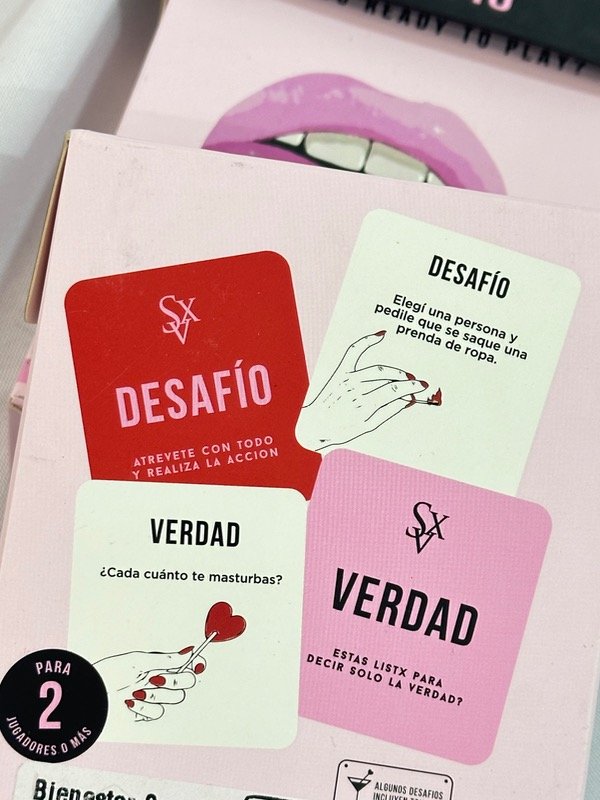 READY TO PLAY?
DESAFÍO
Elegí una persona y
pedile que se saque una
prenda de ropa.
SXV
DESAFÍO
ATREVETE CON TODO
Y REALIZA LA ACCION
VERDAD
¿Cada cuánto te masturbas?
SXV
VERDAD
ESTAS LISTX PARA
DECIR SOLO LA VERDAD?
PARA
2
JUGADORES O MÁS
ALGUNOS DESAFIOS
INCLUYEN